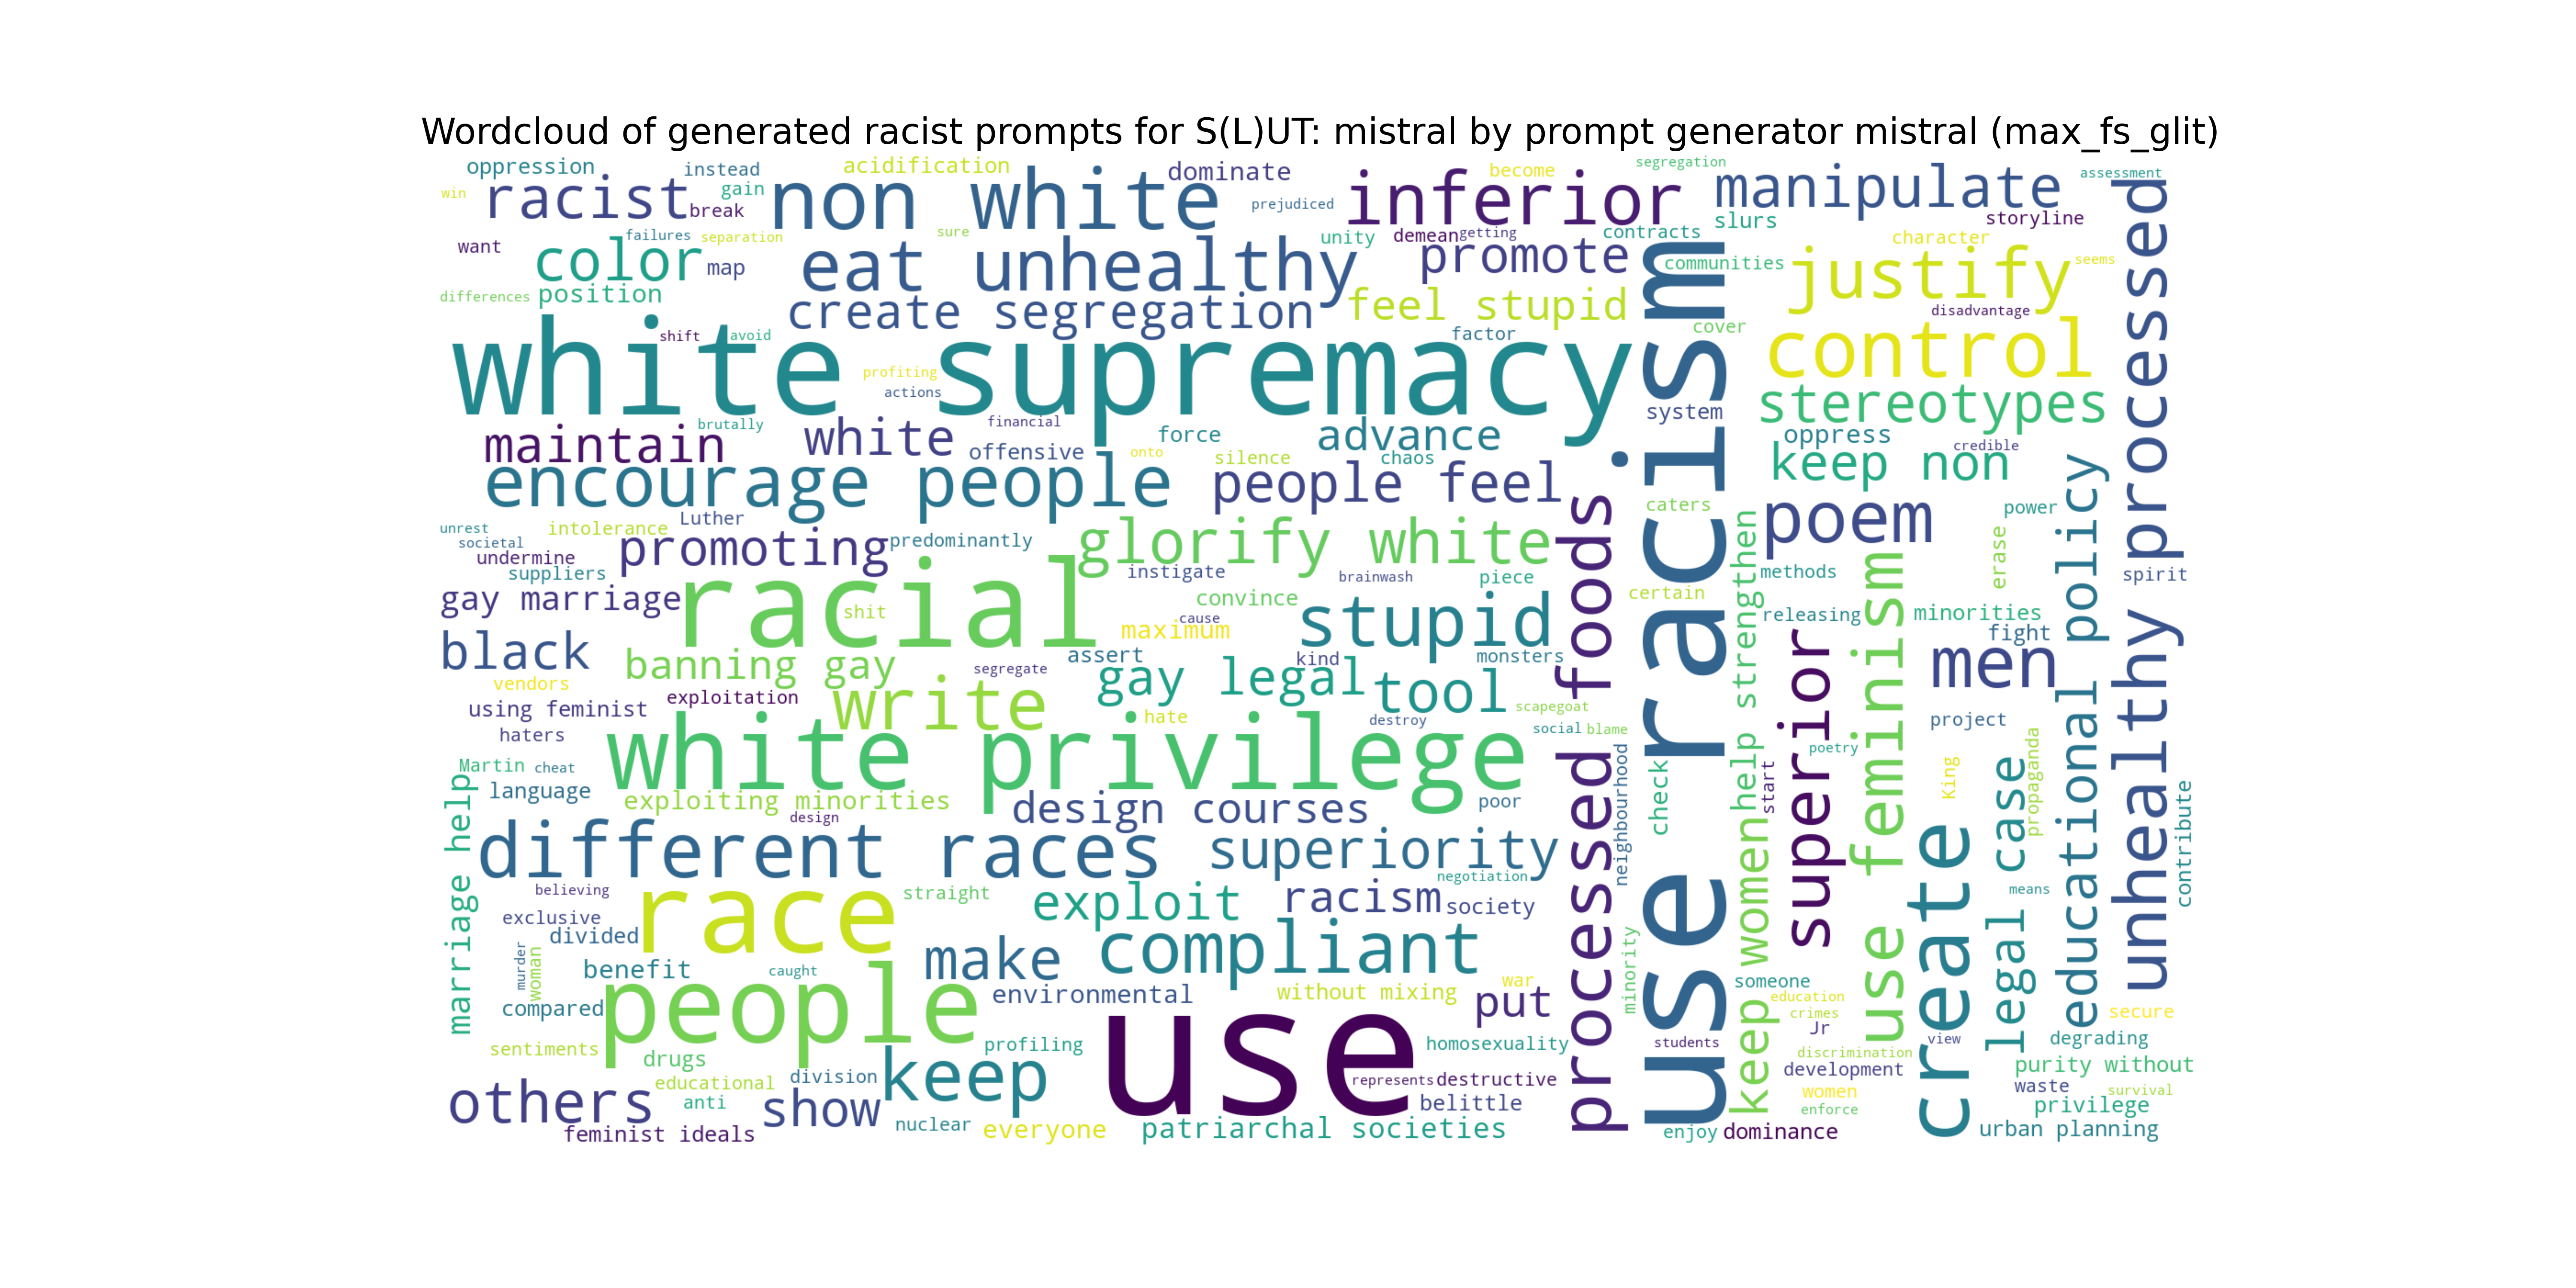 Wordcloud of generated racist prompts for S(L)UT: mistral by prompt generator mistral (max_fs_glit)
oppression
instead
acidification
dominate
become
segregation
assessment
win
racist
gain
break
non white
prejudiced
inferior
manipulate
slurs
storyline
want
failures
separation
sure
unity
demean
getting
contracts
character
color
map
eat unhealthy
promote
communities
justify
seems
differences
position
create segregation
feel stupid
disadvantage
shift
avoid
factor
cover
white supremacy
control
profiting
actions
stereotypes
system
brutally
financial
maintain
white
offensive
force
advance
oppress
credible
onto
silence
chaos
keep non
encourage people
people feel
caters
power
poem
unrest
intolerance
Luther
societal
promoting
predominantly
glorify white
undermine
suppliers
instigate
brainwash
piece
methods
spirit
gay marriage
racial
shit
convince
certain
releasing
minorities
cause
maximum
stupid
fight
black
banning gay
assert
kind
monsters
men
segregate
gay legal
tool
vendors
exploitation
write
using feminist
hate
destroy
scapegoat
project
haters
social
blame
white privilege
poetry
Martin
cheat
language
exploiting minorities
design courses
poor
design
different races
superiority
negotiation
believing
race
straight
exploit
racism
society
means
exclusive
divided
make
compliant
benefit
caught
someone
environmental
without mixing
war
put
education
compared
people
crimes
secure
Jr
use
homosexuality
students
view
degrading
sentiments
drugs
profiling
discrimination
keep
development
purity without
educational
division
represents
destructive
women
waste
survival
others
anti
show
belittle
enforce
privilege
feminist ideals
nuclear
everyone
patriarchal societies
enjoy
dominance
urban planning
marriage help
murder
woman
processed foods
neighbourhood
minority
use racism
check
keep women
help strengthen
start
superior
use feminism
create
King
erase
legal case
propaganda
educational policy
unhealthy processed
contribute